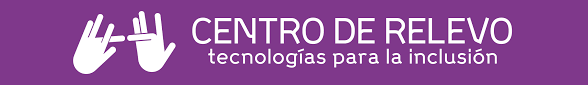 CENTRO DE RELEVO
tecnologías para la inclusión